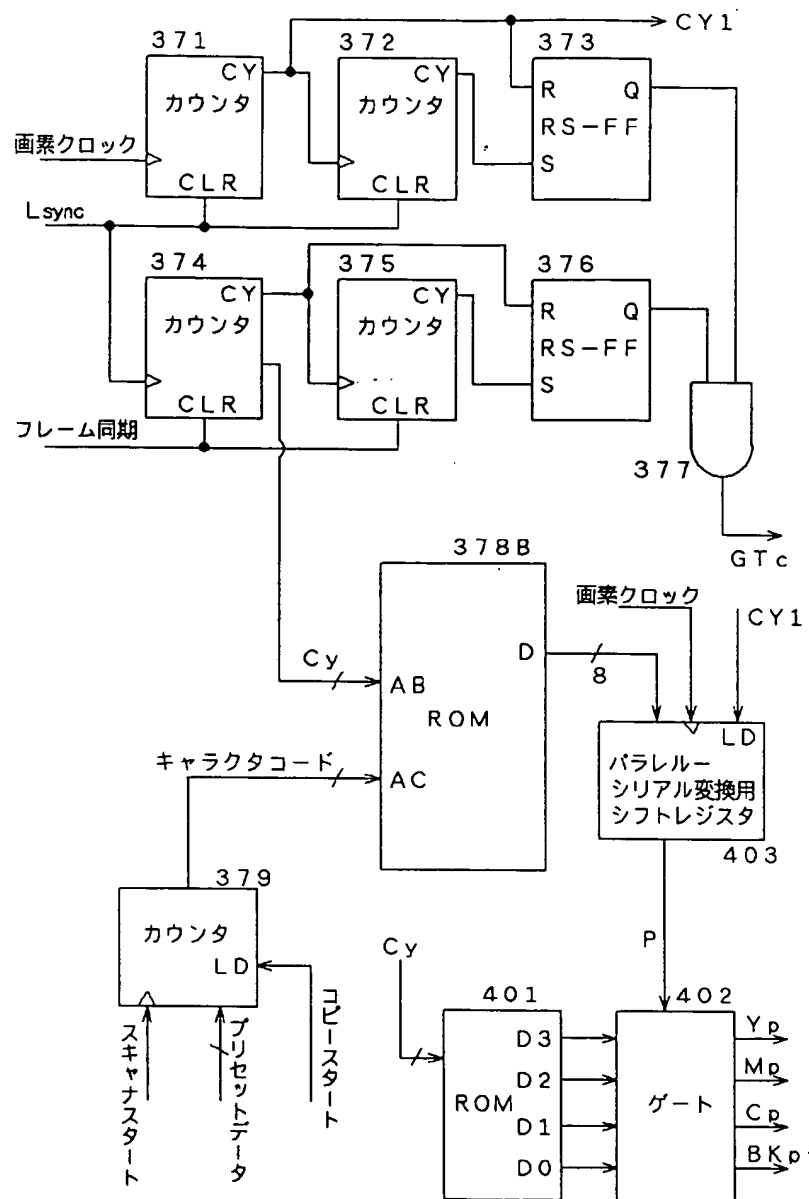 CY1
371
372
373
CY
カウンタ
CLR
CY
カウンタ
CLR
R
Q
RS-FF
S
画素クロック
Lsync
374
375
376
CY
カウンタ
CLR
CY
カウンタ
CLR
R
Q
RS-FF
S
フレーム同期
377
GTc
378B
画素クロック
CY1
Cy
D
8
AB
ROM
LD
キャラクタコード
AC
パラレルー
シリアル変換用
シフトレジスタ
403
379
カウンタ
LD
P
Cy
401
402
Yp
D3
Mp
D2
ROM
ゲート
Cp
D1
BKp
D0
スキャナスタート
プリセットデータ
コピースタート